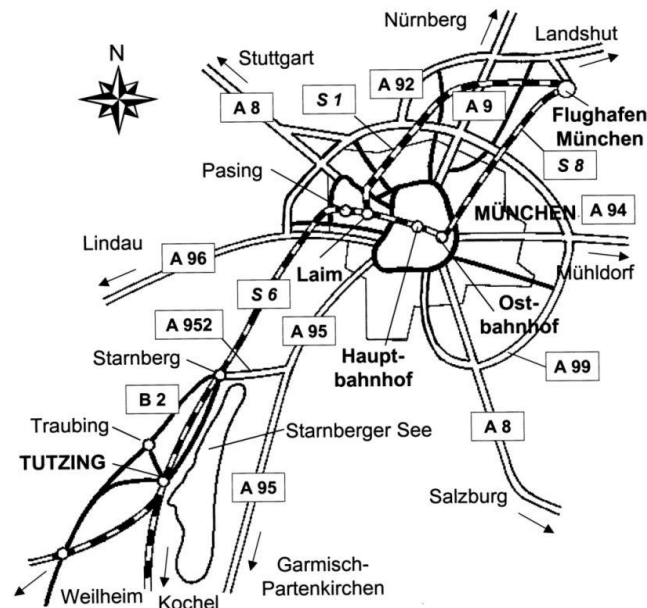 Nürnberg
Landshut
N
Stuttgart
A 92
S 1
A 9
A 8
Flughafen
München
S 8
Pasing
MÜNCHEN
A 94
Lindau
A 96
Laim
Mühldorf
S 6
Ost-
bahnhof
A 952
A 95
Haupt-
bahnhof
Starnberg
A 99
B 2
Traubing
Starnberger See
A 8
TUTZING
A 95
Salzburg
Garmisch-
Partenkirchen
Weilheim
Kochel